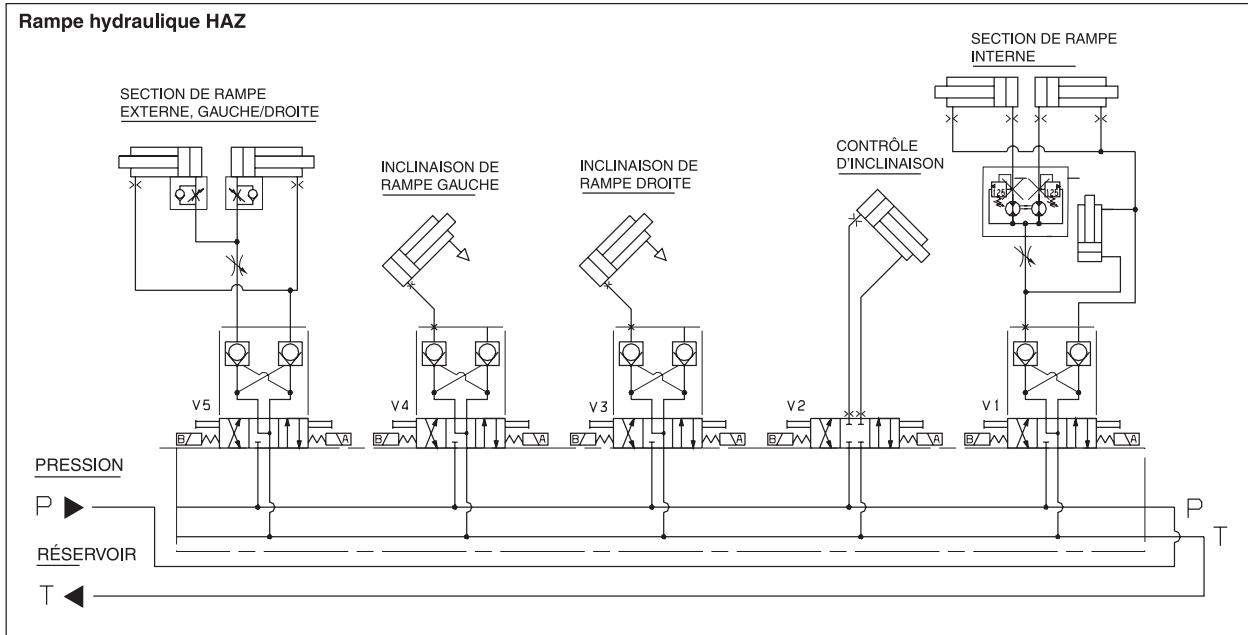 Rampe hydraulique HAZ
SECTION DE RAMPE
EXTERNE, GAUCHE/DROITE
INCLINAISON DE
RAMPE GAUCHE
INCLINAISON DE
RAMPE DROITE
CONTRÔLE
D'INCLINAISON
SECTION DE RAMPE
INTERNE
125
125
V5
V4
V3
V2
V1
B
A
B
A
B
A
B
A
B
A
PRESSION
P
P
T
RÉSERVOIR
T